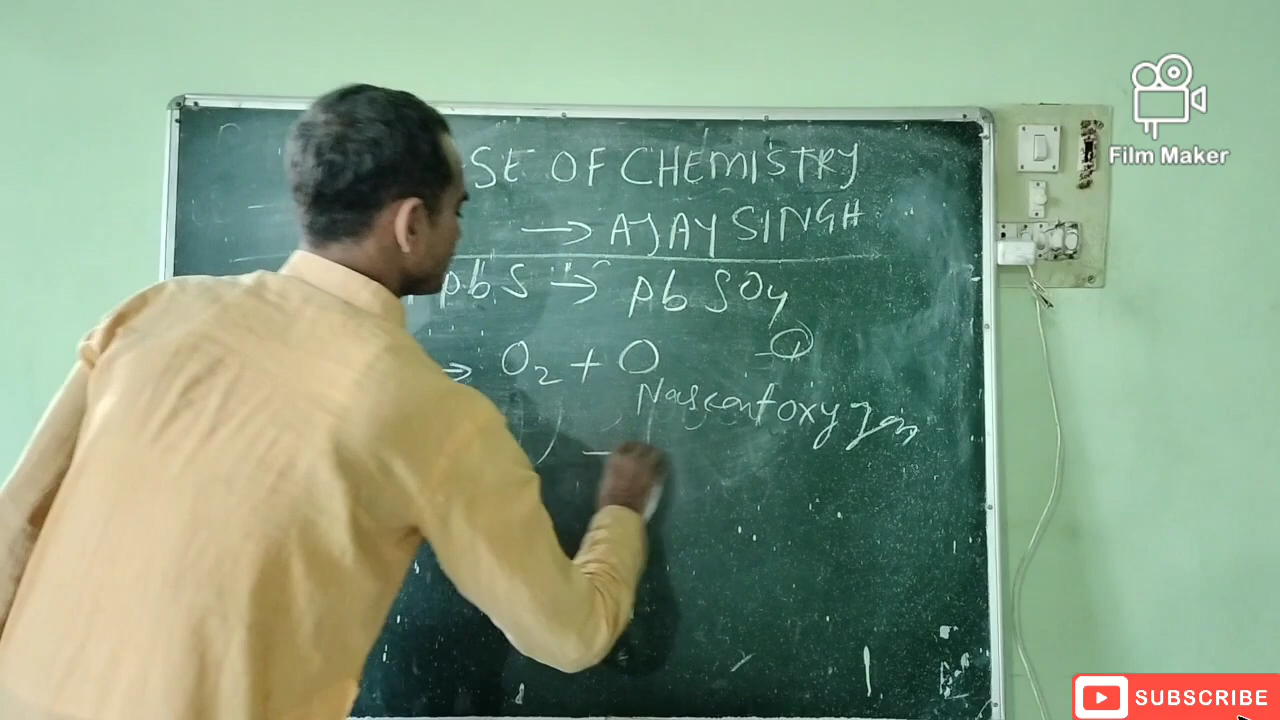 SE OF CHEMISTRY
→ AJAY SINGH
pbS → pbSO4
→ O2 + O
Nascent oxygen
Film Maker
SUBSCRIBE